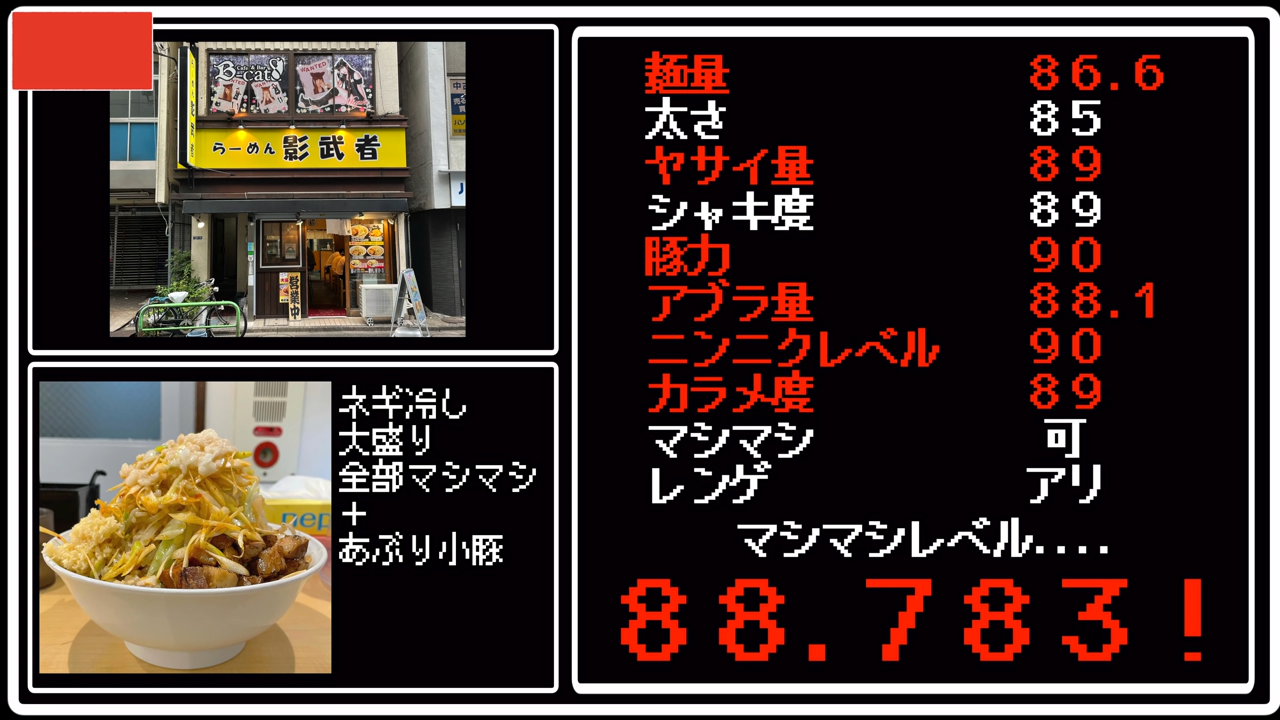 B-cats
Cafe & Bar
WANTED
らーめん 影武者
営業中
ネギ冷し
大盛り
全部マシマシ
+
あぶり小豚
麺量 86.6
太さ 85
ヤサイ量 89
シャキ度 89
豚力 90
アブラ量 88.1
ニンニクレベル 90
カラメ度 89
マシマシ 可
レンゲ アリ
マシマシレベル....
88.783!